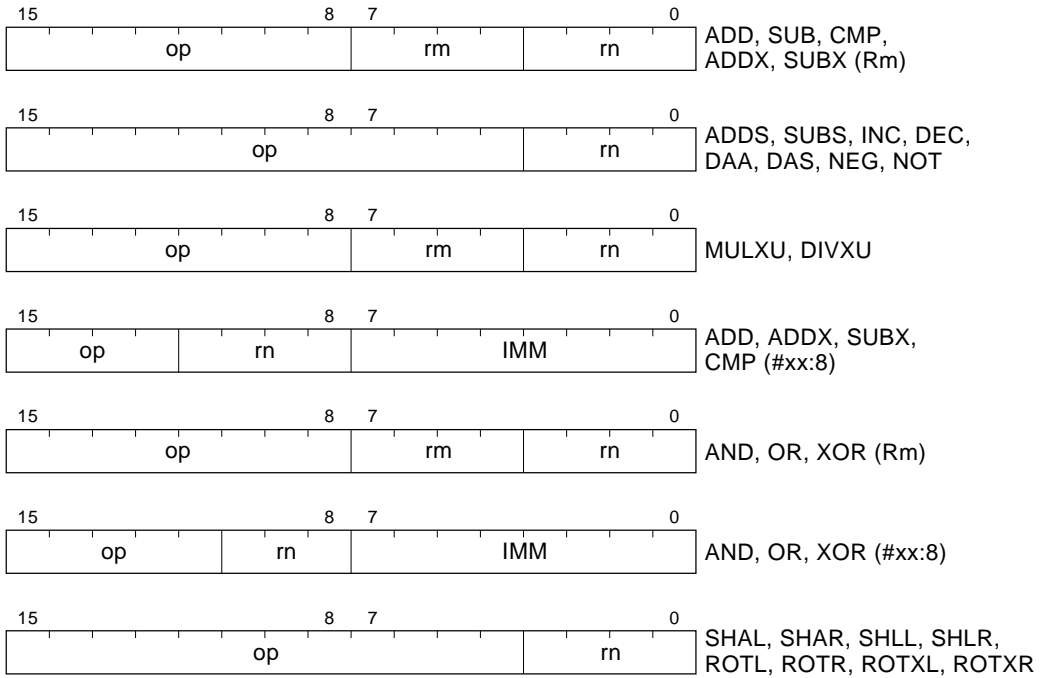 15 8 7 0
op rm rn ADD, SUB, CMP,
ADDX, SUBX (Rm)
15 8 7 0
op rn ADDS, SUBS, INC, DEC,
DAA, DAS, NEG, NOT
15 8 7 0
op rm rn MULXU, DIVXU
15 8 7 0
op rn IMM ADD, ADDX, SUBX,
CMP (#xx:8)
15 8 7 0
op rm rn AND, OR, XOR (Rm)
15 8 7 0
op rn IMM AND, OR, XOR (#xx:8)
15 8 7 0
op rn SHAL, SHAR, SHLL, SHLR,
ROTL, ROTR, ROTXL, ROTXR